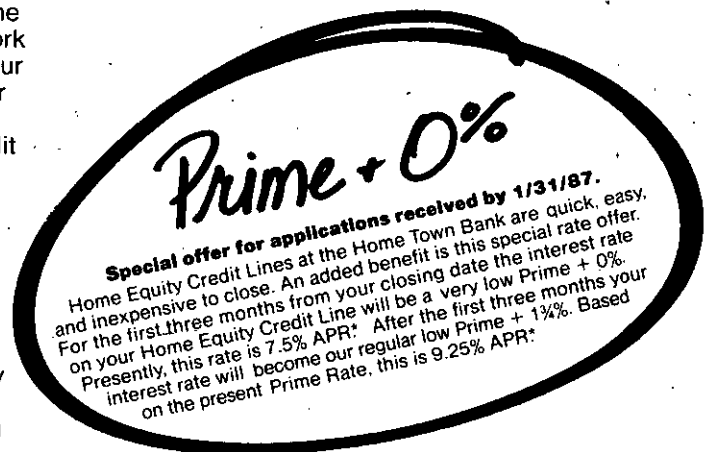 ne
ork
ur
r
lit
Prime + 0%
Special offer for applications received by 1/31/87.
Home Equity Credit Lines at the Home Town Bank are quick, easy,
and inexpensive to close. An added benefit is this special rate offer.
For the first three months from your closing date the interest rate
on your Home Equity Credit Line will be a very low Prime + 0%.
Presently, this rate is 7.5% APR* After the first three months your
interest rate will become our regular low Prime + 1¾%. Based
on the present Prime Rate, this is 9.25% APR*